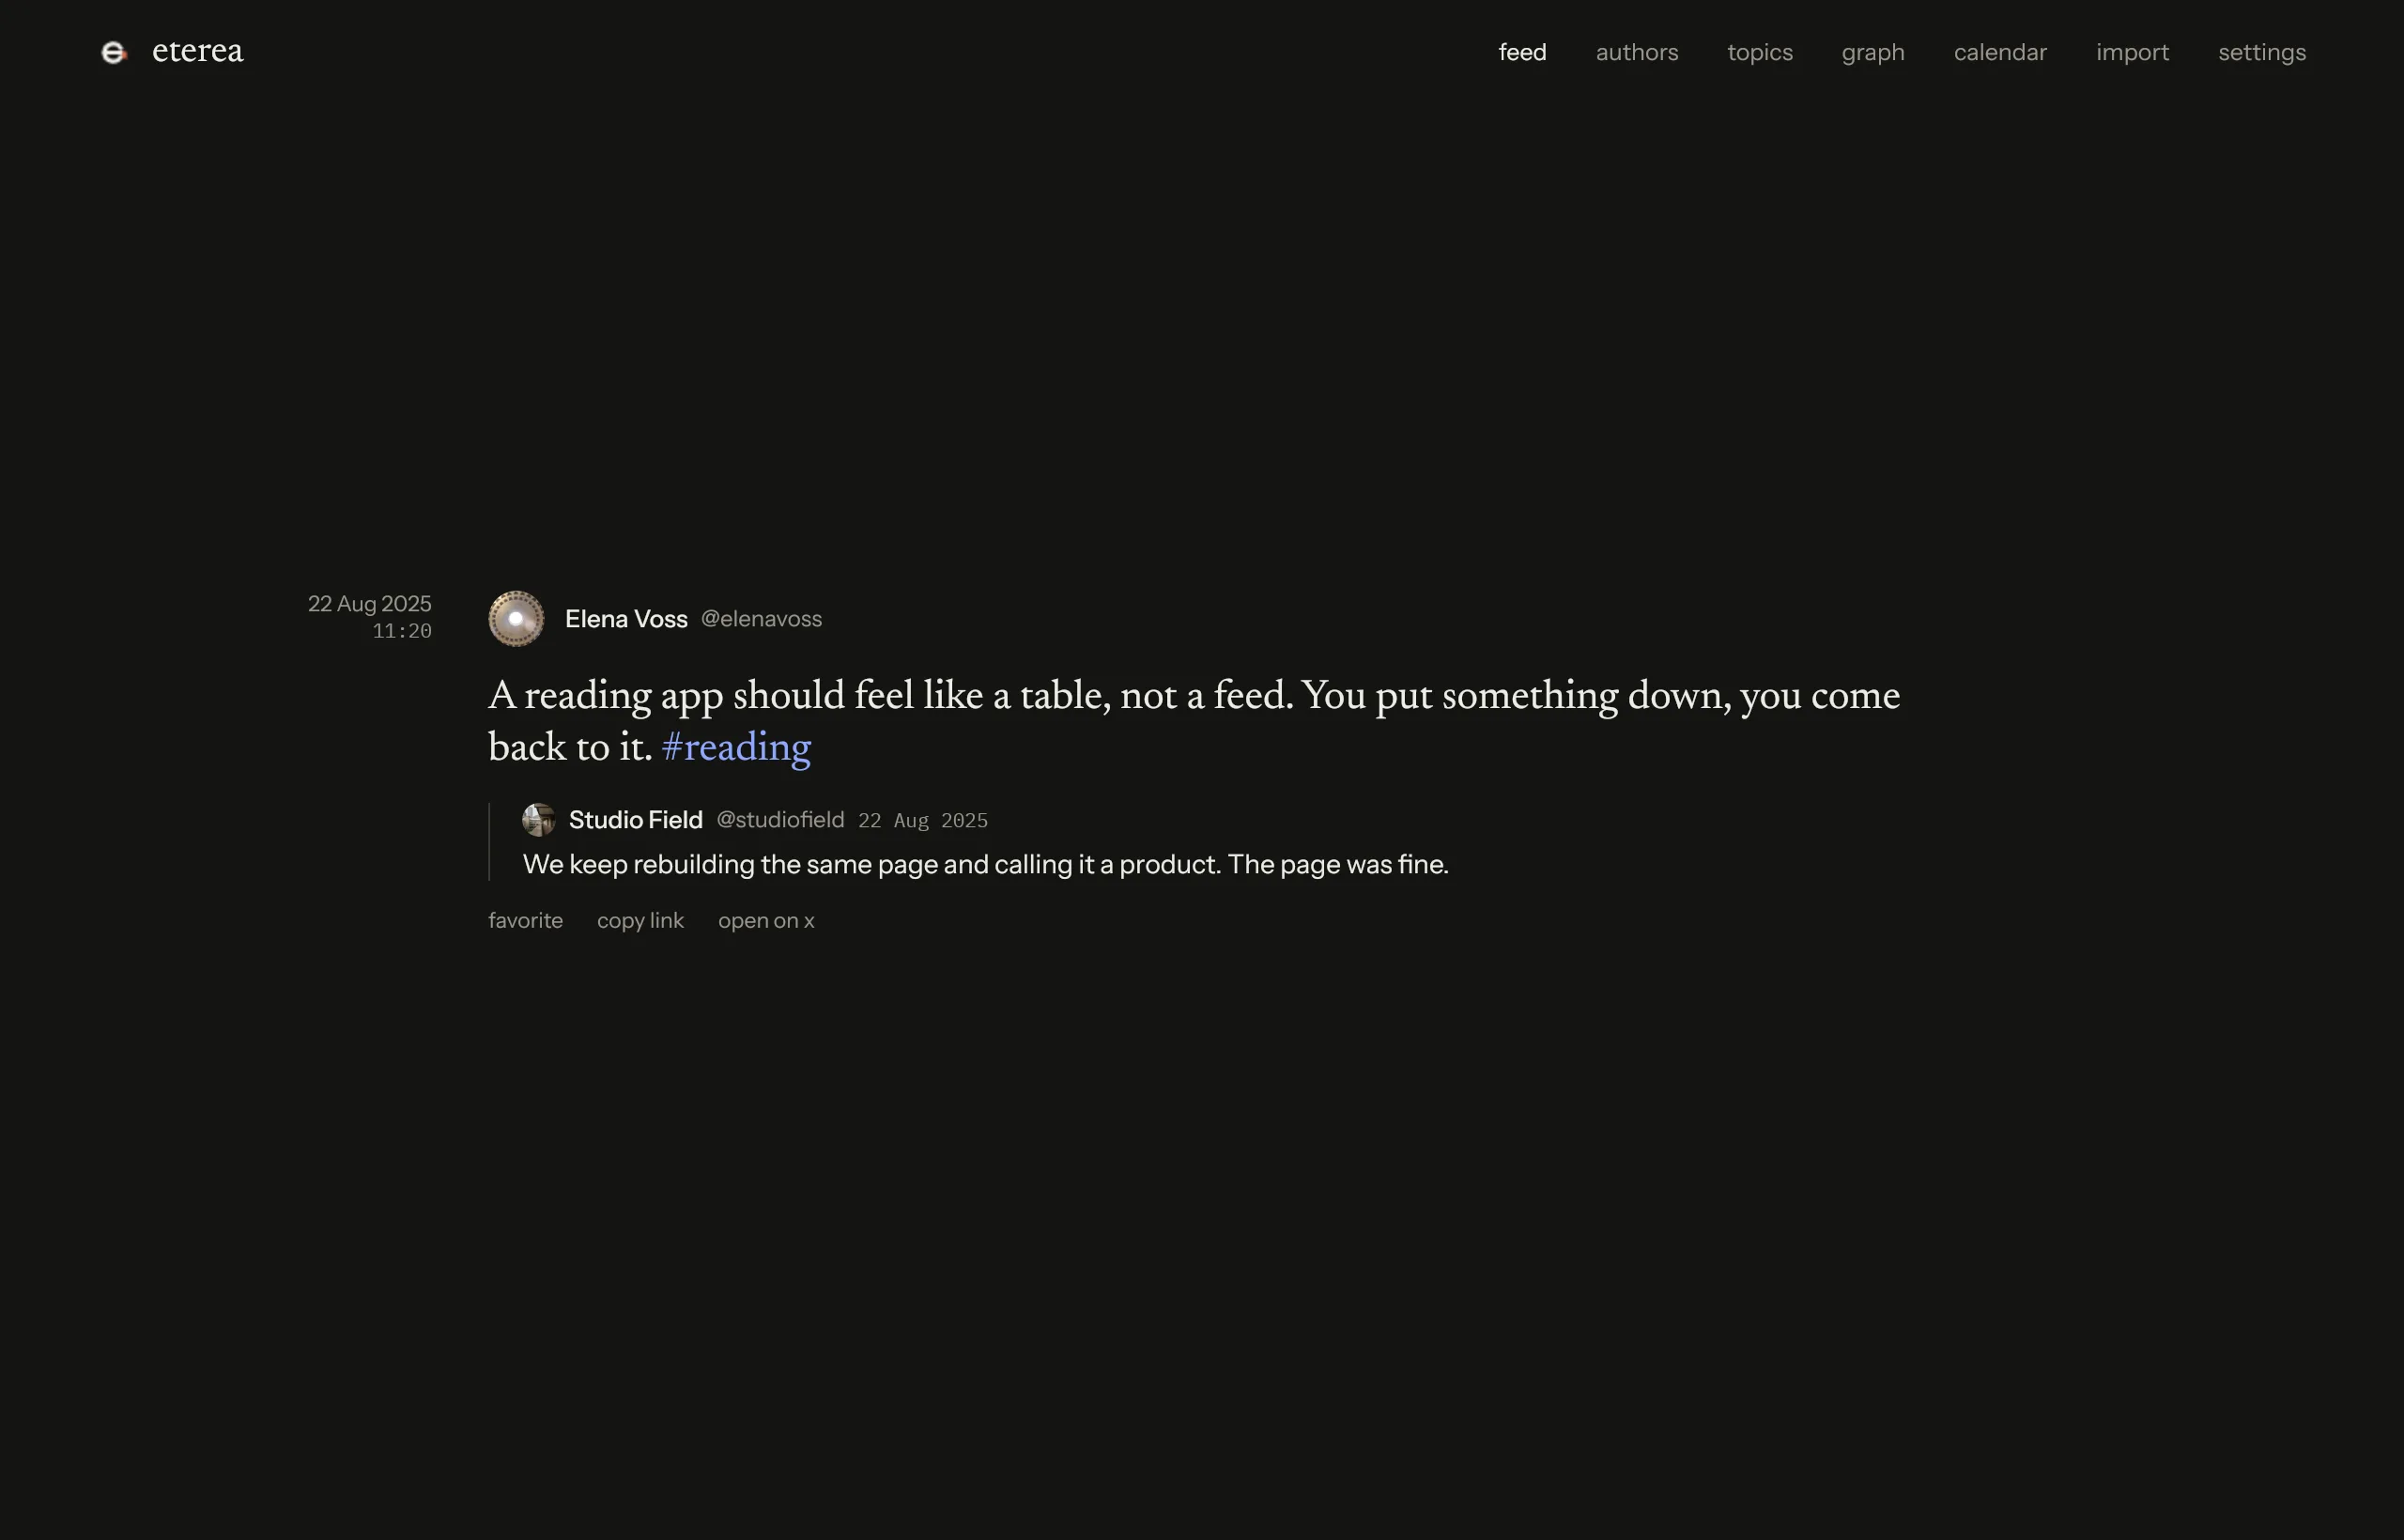 eterea
feed authors topics graph calendar import settings
22 Aug 2025
11:20
Elena Voss @elenavoss
A reading app should feel like a table, not a feed. You put something down, you come
back to it. #reading
Studio Field @studiofield 22 Aug 2025
We keep rebuilding the same page and calling it a product. The page was fine.
favorite copy link open on x